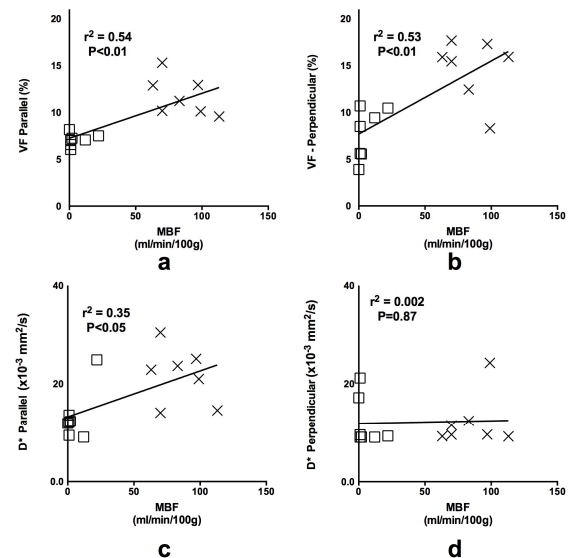 20
15
10
5
0
VF Parallel (%)
r² = 0.54
P<0.01
0 50 100 150
MBF
(ml/min/100g)
a
20
15
10
5
0
VF - Perpendicular (%)
r² = 0.53
P<0.01
0 50 100 150
MBF
(ml/min/100g)
b
40
20
0.0
D* Parallel (x10⁻³ mm²/s)
r² = 0.35
P<0.05
0 50 100 150
MBF
(ml/min/100g)
c
40
20
0.0
D* Perpendicular (x10⁻³ mm²/s)
r² = 0.002
P=0.87
0 50 100 150
MBF
(ml/min/100g)
d